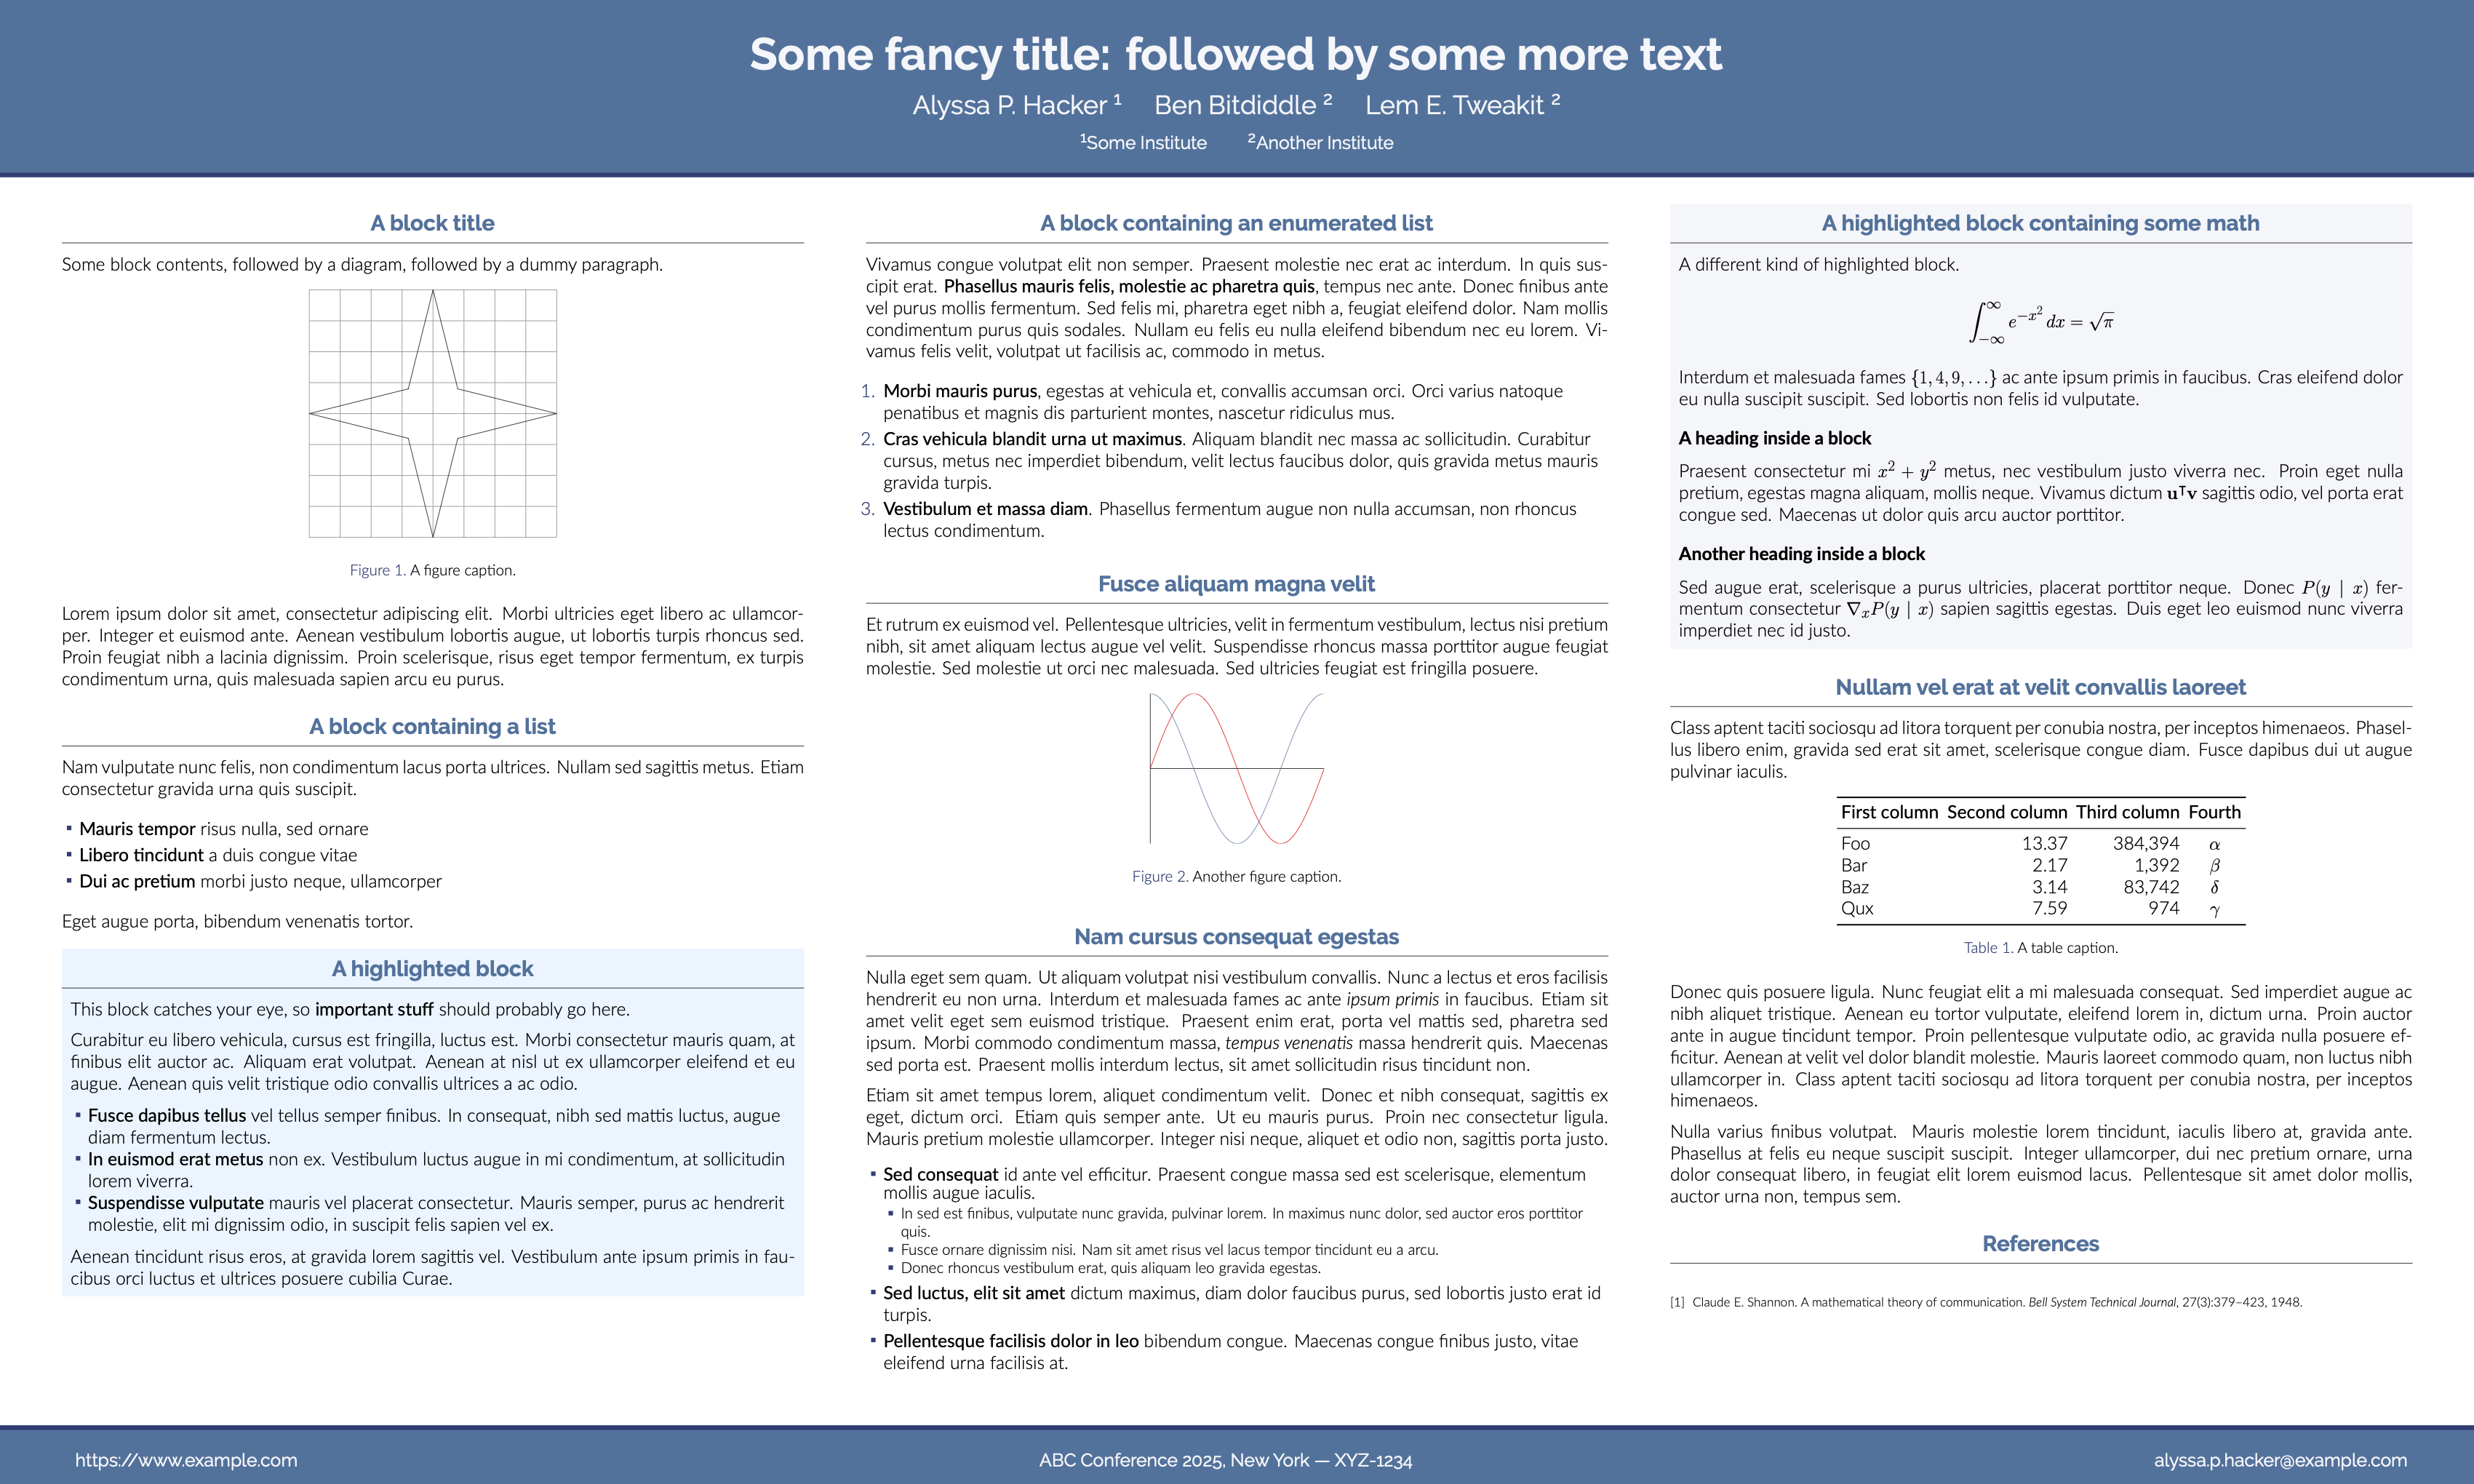 Some fancy title: followed by some more text
Alyssa P. Hacker ¹ Ben Bitdiddle ² Lem E. Tweakit ²
¹Some Institute ²Another Institute
A block title
Some block contents, followed by a diagram, followed by a dummy paragraph.
Figure 1. A figure caption.
Lorem ipsum dolor sit amet, consectetur adipiscing elit. Morbi ultricies eget libero ac ullamcor-
per. Integer et euismod ante. Aenean vestibulum lobortis augue, ut lobortis turpis rhoncus sed.
Proin feugiat nibh a lacinia dignissim. Proin scelerisque, risus eget tempor fermentum, ex turpis
condimentum urna, quis malesuada sapien arcu eu purus.
A block containing a list
Nam vulputate nunc felis, non condimentum lacus porta ultrices. Nullam sed sagittis metus. Etiam
consectetur gravida urna quis suscipit.
▪ Mauris tempor risus nulla, sed ornare
▪ Libero tincidunt a duis congue vitae
▪ Dui ac pretium morbi justo neque, ullamcorper
Eget augue porta, bibendum venenatis tortor.
A highlighted block
This block catches your eye, so important stuff should probably go here.
Curabitur eu libero vehicula, cursus est fringilla, luctus est. Morbi consectetur mauris quam, at
finibus elit auctor ac. Aliquam erat volutpat. Aenean at nisl ut ex ullamcorper eleifend et eu
augue. Aenean quis velit tristique odio convallis ultrices a ac odio.
▪ Fusce dapibus tellus vel tellus semper finibus. In consequat, nibh sed mattis luctus, augue
diam fermentum lectus.
▪ In euismod erat metus non ex. Vestibulum luctus augue in mi condimentum, at sollicitudin
lorem viverra.
▪ Suspendisse vulputate mauris vel placerat consectetur. Mauris semper, purus ac hendrerit
molestie, elit mi dignissim odio, in suscipit felis sapien vel ex.
Aenean tincidunt risus eros, at gravida lorem sagittis vel. Vestibulum ante ipsum primis in fau-
cibus orci luctus et ultrices posuere cubilia Curae.
A block containing an enumerated list
Vivamus congue volutpat elit non semper. Praesent molestie nec erat ac interdum. In quis sus-
cipit erat. Phasellus mauris felis, molestie ac pharetra quis, tempus nec ante. Donec finibus ante
vel purus mollis fermentum. Sed felis mi, pharetra eget nibh a, feugiat eleifend dolor. Nam mollis
condimentum purus quis sodales. Nullam eu felis eu nulla eleifend bibendum nec eu lorem. Vi-
vamus felis velit, volutpat ut facilisis ac, commodo in metus.
1. Morbi mauris purus, egestas at vehicula et, convallis accumsan orci. Orci varius natoque
penatibus et magnis dis parturient montes, nascetur ridiculus mus.
2. Cras vehicula blandit urna ut maximus. Aliquam blandit nec massa ac sollicitudin. Curabitur
cursus, metus nec imperdiet bibendum, velit lectus faucibus dolor, quis gravida metus mauris
gravida turpis.
3. Vestibulum et massa diam. Phasellus fermentum augue non nulla accumsan, non rhoncus
lectus condimentum.
Fusce aliquam magna velit
Et rutrum ex euismod vel. Pellentesque ultricies, velit in fermentum vestibulum, lectus nisi pretium
nibh, sit amet aliquam lectus augue vel velit. Suspendisse rhoncus massa porttitor augue feugiat
molestie. Sed molestie ut orci nec malesuada. Sed ultricies feugiat est fringilla posuere.
Figure 2. Another figure caption.
Nam cursus consequat egestas
Nulla eget sem quam. Ut aliquam volutpat nisi vestibulum convallis. Nunc a lectus et eros facilisis
hendrerit eu non urna. Interdum et malesuada fames ac ante ipsum primis in faucibus. Etiam sit
amet velit eget sem euismod tristique. Praesent enim erat, porta vel mattis sed, pharetra sed
ipsum. Morbi commodo condimentum massa, tempus venenatis massa hendrerit quis. Maecenas
sed porta est. Praesent mollis interdum lectus, sit amet sollicitudin risus tincidunt non.
Etiam sit amet tempus lorem, aliquet condimentum velit. Donec et nibh consequat, sagittis ex
eget, dictum orci. Etiam quis semper ante. Ut eu mauris purus. Proin nec consectetur ligula.
Mauris pretium molestie ullamcorper. Integer nisi neque, aliquet et odio non, sagittis porta justo.
▪ Sed consequat id ante vel efficitur. Praesent congue massa sed est scelerisque, elementum
mollis augue iaculis.
▪ In sed est finibus, vulputate nunc gravida, pulvinar lorem. In maximus nunc dolor, sed auctor eros porttitor
quis.
▪ Fusce ornare dignissim nisi. Nam sit amet risus vel lacus tempor tincidunt eu a arcu.
▪ Donec rhoncus vestibulum erat, quis aliquam leo gravida egestas.
▪ Sed luctus, elit sit amet dictum maximus, diam dolor faucibus purus, sed lobortis justo erat id
turpis.
▪ Pellentesque facilisis dolor in leo bibendum congue. Maecenas congue finibus justo, vitae
eleifend urna facilisis at.
A highlighted block containing some math
A different kind of highlighted block.
∫_{−∞}^{∞} e^{−x²} dx = √π
Interdum et malesuada fames {1, 4, 9, …} ac ante ipsum primis in faucibus. Cras eleifend dolor
eu nulla suscipit suscipit. Sed lobortis non felis id vulputate.
A heading inside a block
Praesent consectetur mi x² + y² metus, nec vestibulum justo viverra nec. Proin eget nulla
pretium, egestas magna aliquam, mollis neque. Vivamus dictum u⊺v sagittis odio, vel porta erat
congue sed. Maecenas ut dolor quis arcu auctor porttitor.
Another heading inside a block
Sed augue erat, scelerisque a purus ultricies, placerat porttitor neque. Donec P(y | x) fer-
mentum consectetur ∇ₓP(y | x) sapien sagittis egestas. Duis eget leo euismod nunc viverra
imperdiet nec id justo.
Nullam vel erat at velit convallis laoreet
Class aptent taciti sociosqu ad litora torquent per conubia nostra, per inceptos himenaeos. Phasel-
lus libero enim, gravida sed erat sit amet, scelerisque congue diam. Fusce dapibus dui ut augue
pulvinar iaculis.
First column Second column Third column Fourth
Foo 13.37 384,394 α
Bar 2.17 1,392 β
Baz 3.14 83,742 δ
Qux 7.59 974 γ
Table 1. A table caption.
Donec quis posuere ligula. Nunc feugiat elit a mi malesuada consequat. Sed imperdiet augue ac
nibh aliquet tristique. Aenean eu tortor vulputate, eleifend lorem in, dictum urna. Proin auctor
ante in augue tincidunt tempor. Proin pellentesque vulputate odio, ac gravida nulla posuere ef-
ficitur. Aenean at velit vel dolor blandit molestie. Mauris laoreet commodo quam, non luctus nibh
ullamcorper in. Class aptent taciti sociosqu ad litora torquent per conubia nostra, per inceptos
himenaeos.
Nulla varius finibus volutpat. Mauris molestie lorem tincidunt, iaculis libero at, gravida ante.
Phasellus at felis eu neque suscipit suscipit. Integer ullamcorper, dui nec pretium ornare, urna
dolor consequat libero, in feugiat elit lorem euismod lacus. Pellentesque sit amet dolor mollis,
auctor urna non, tempus sem.
References
[1] Claude E. Shannon. A mathematical theory of communication. Bell System Technical Journal, 27(3):379–423, 1948.
https://www.example.com
ABC Conference 2025, New York — XYZ-1234
alyssa.p.hacker@example.com